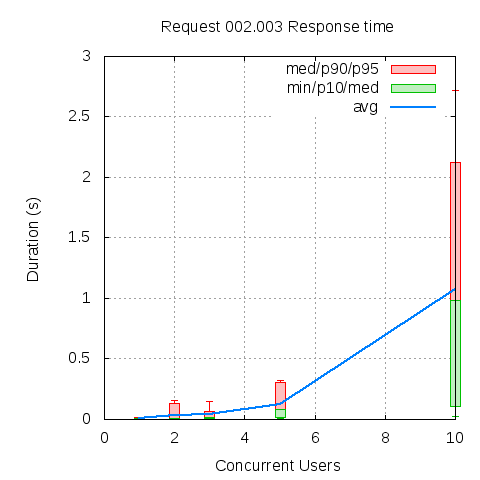 Request 002.003 Response time
med/p90/p95
min/p10/med
avg
3
2.5
2
1.5
1
0.5
0
Duration (s)
0 2 4 6 8 10
Concurrent Users